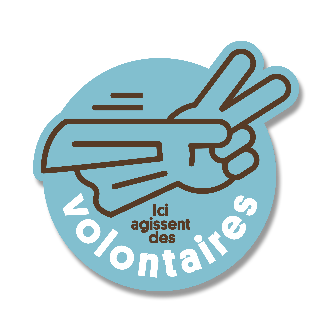 Ici
agissent
des
volontaires